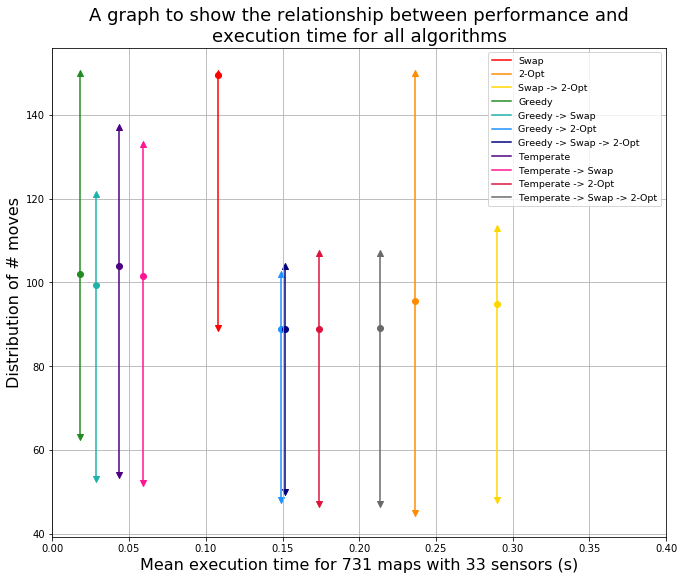 A graph to show the relationship between performance and
execution time for all algorithms
Distribution of # moves
140
120
100
80
60
40
0.00 0.05 0.10 0.15 0.20 0.25 0.30 0.35 0.40
Mean execution time for 731 maps with 33 sensors (s)
Swap
2-Opt
Swap -> 2-Opt
Greedy
Greedy -> Swap
Greedy -> 2-Opt
Greedy -> Swap -> 2-Opt
Temperate
Temperate -> Swap
Temperate -> 2-Opt
Temperate -> Swap -> 2-Opt